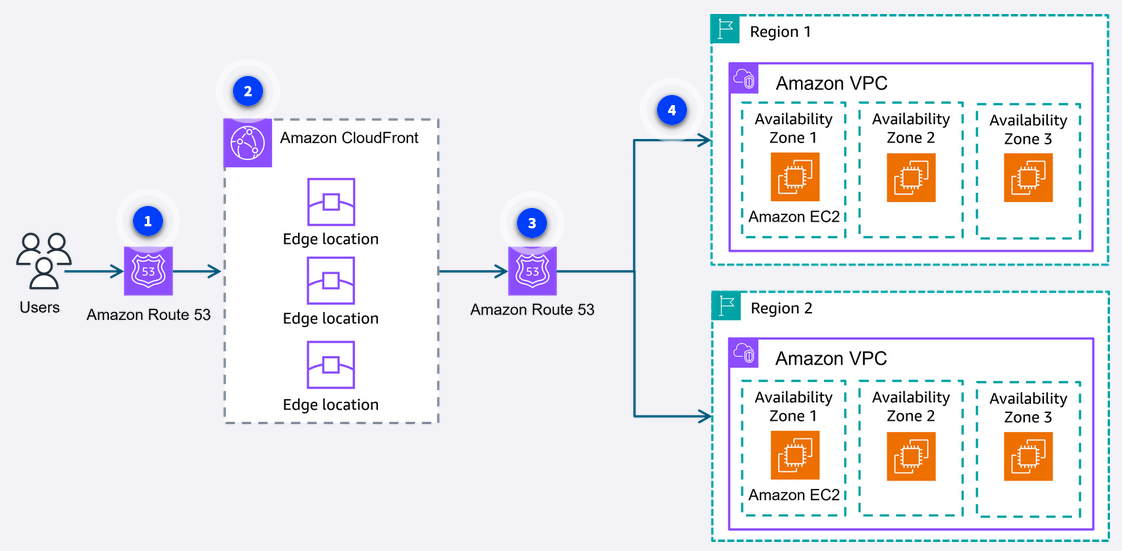 1
Users
53
Amazon Route 53
2
Amazon CloudFront
Edge location
Edge location
Edge location
3
53
Amazon Route 53
4
Region 1
Amazon VPC
Availability
Zone 1
Amazon EC2
Availability
Zone 2
Availability
Zone 3
Region 2
Amazon VPC
Availability
Zone 1
Amazon EC2
Availability
Zone 2
Availability
Zone 3